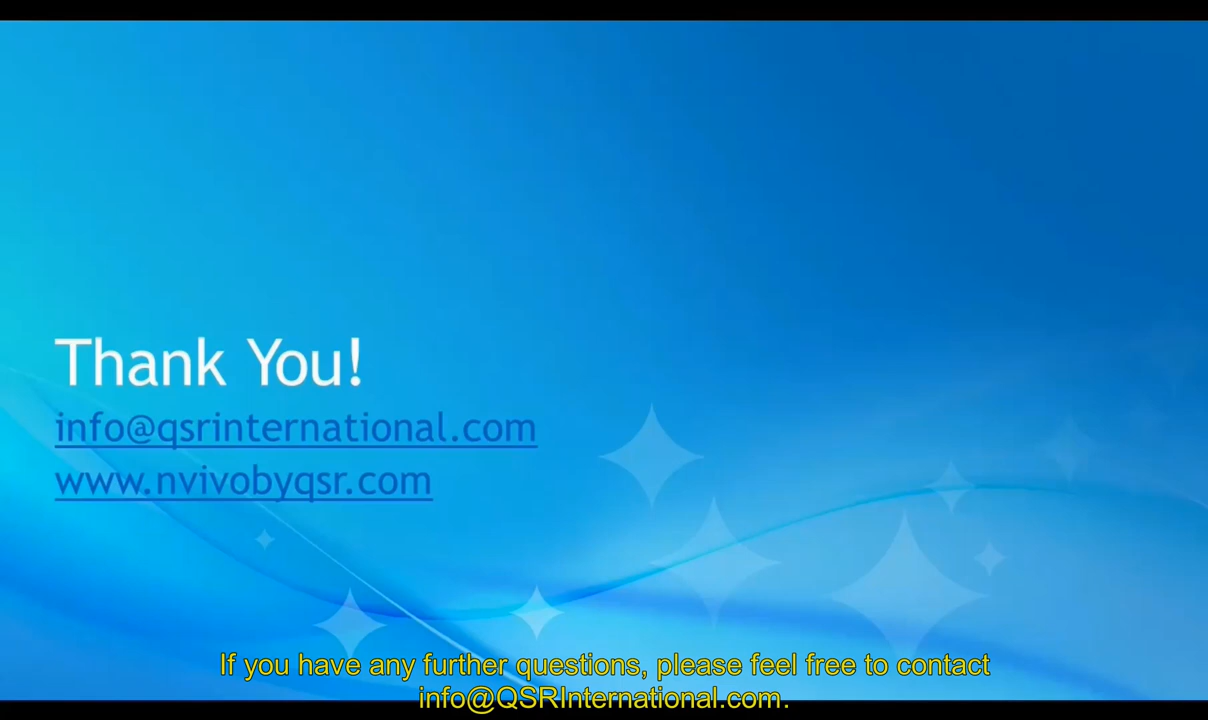 Thank You!
info@qsrinternational.com
www.nvivobyqsr.com
If you have any further questions, please feel free to contact
info@QSRInternational.com.